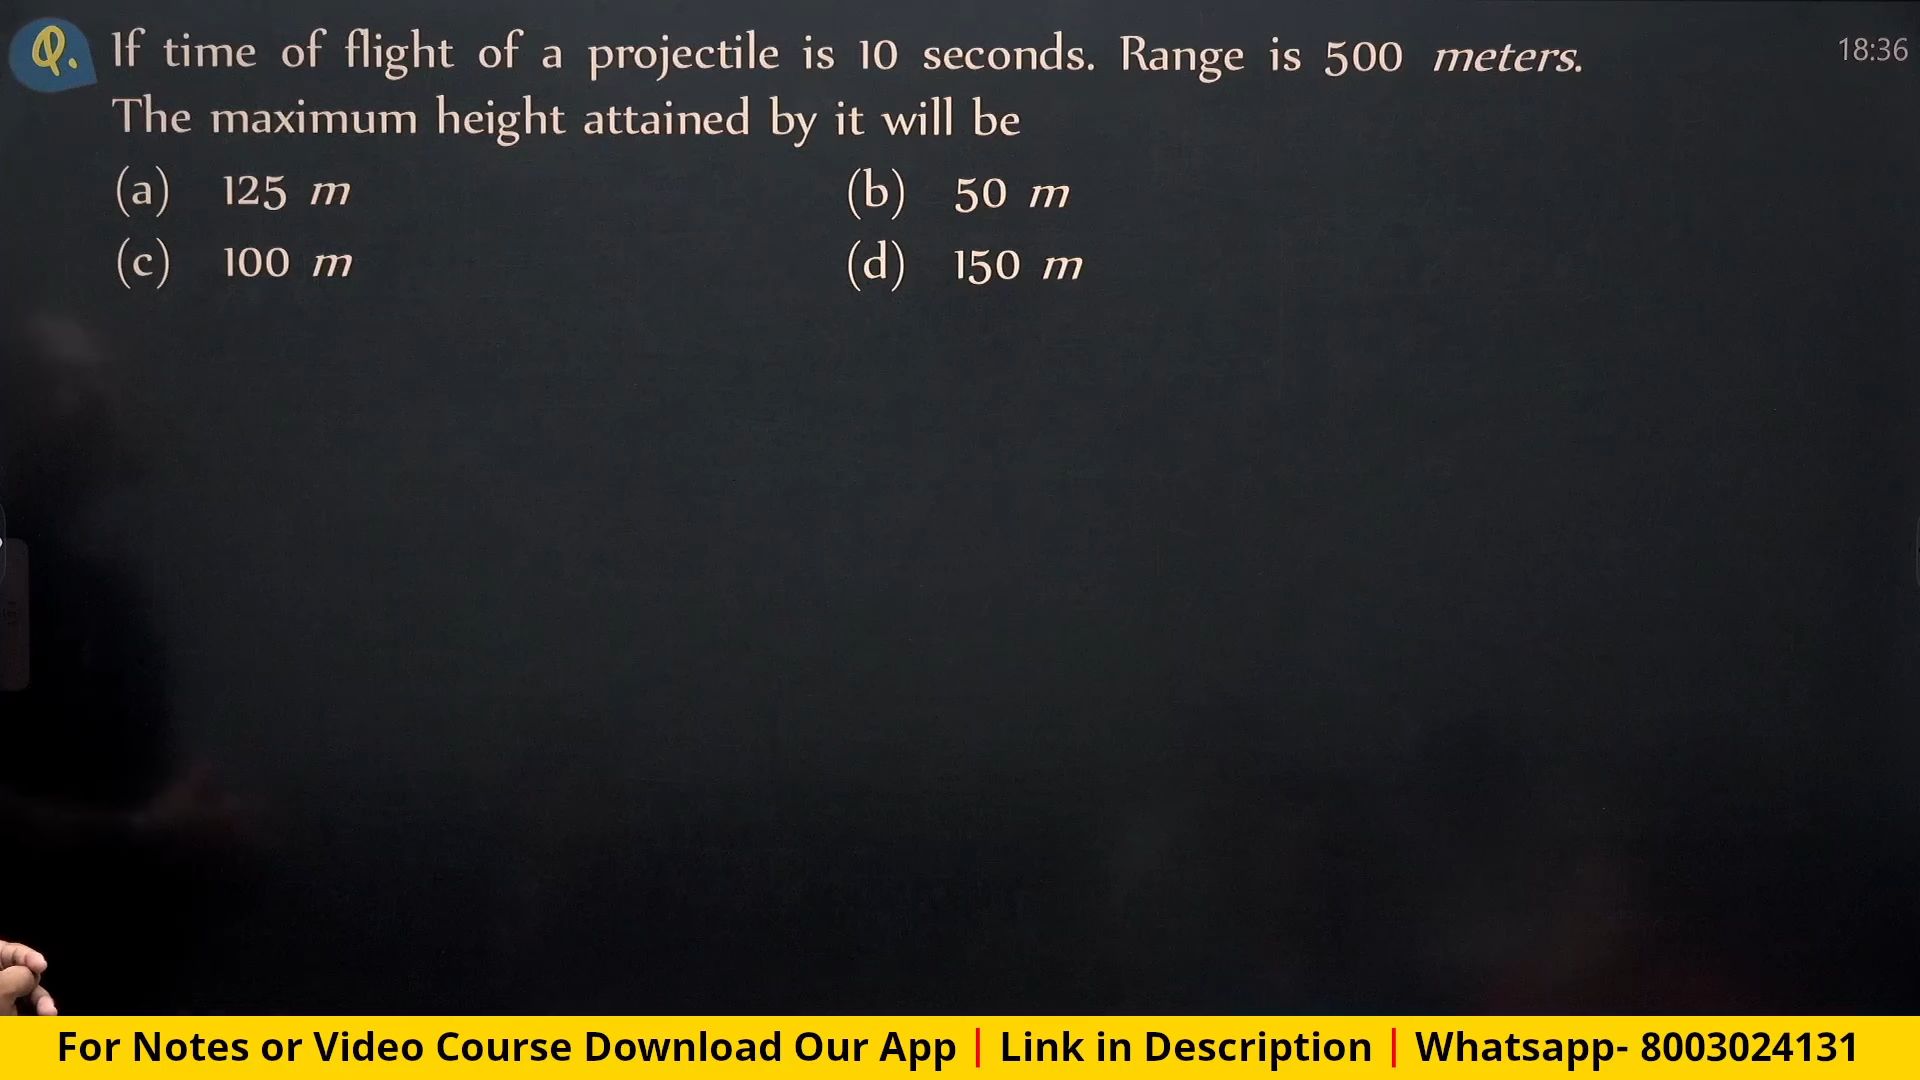 Q. If time of flight of a projectile is 10 seconds. Range is 500 meters.
18:36
The maximum height attained by it will be
(a) 125 m (b) 50 m
(c) 100 m (d) 150 m
For Notes or Video Course Download Our App | Link in Description | Whatsapp- 8003024131